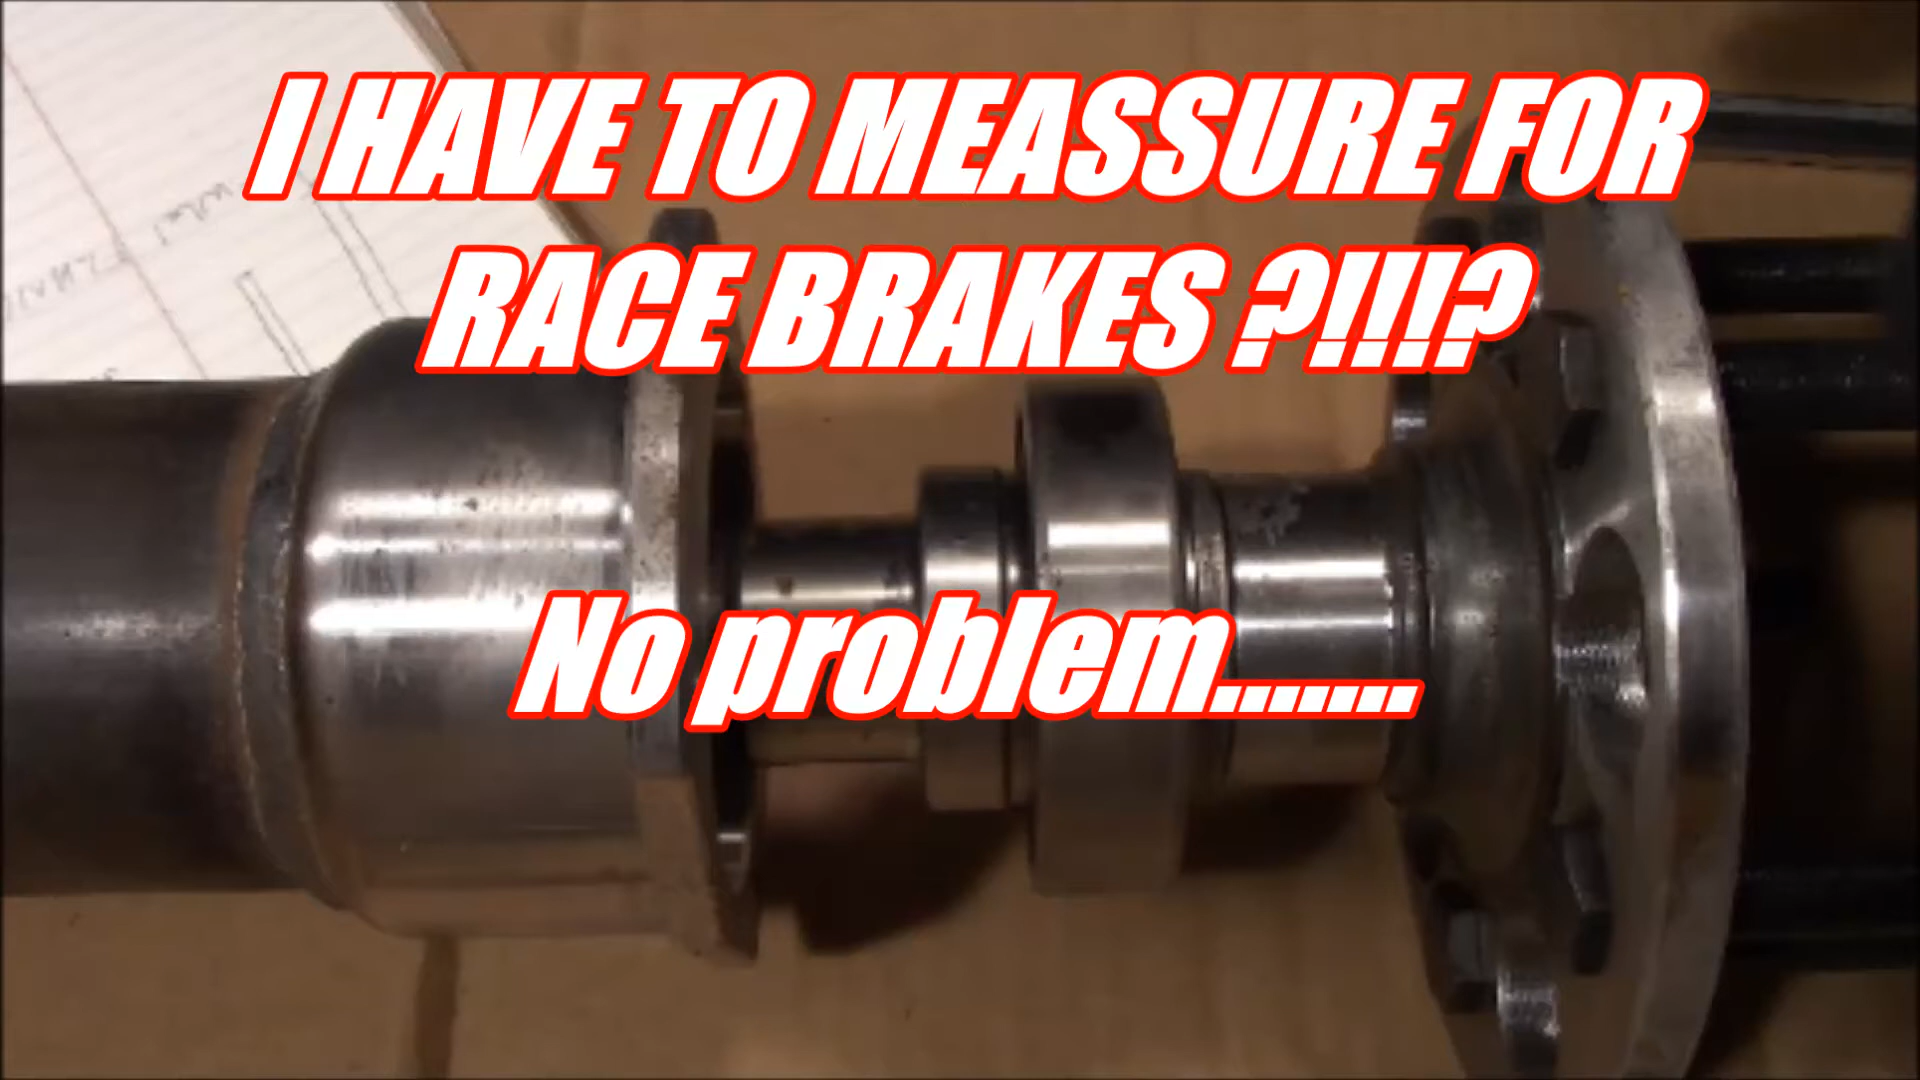 I HAVE TO MEASSURE FOR
RACE BRAKES ?!!!?
No problem.......